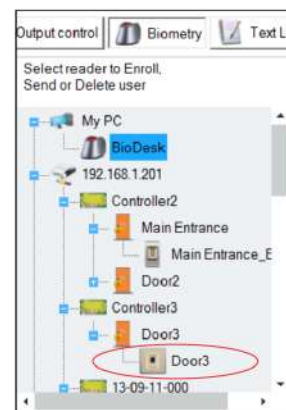 Output control Biometry Text L
Select reader to Enroll,
Send or Delete user
My PC
BioDesk
192.168.1.201
Controller2
Main Entrance
Main Entrance_E
Door2
Controller3
Door3
Door3
13-09-11-000